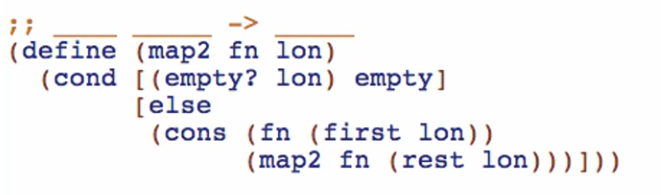 ;; ____ _____ -> _____
(define (map2 fn lon)
  (cond [(empty? lon) empty]
        [else
         (cons (fn (first lon))
               (map2 fn (rest lon)))]))